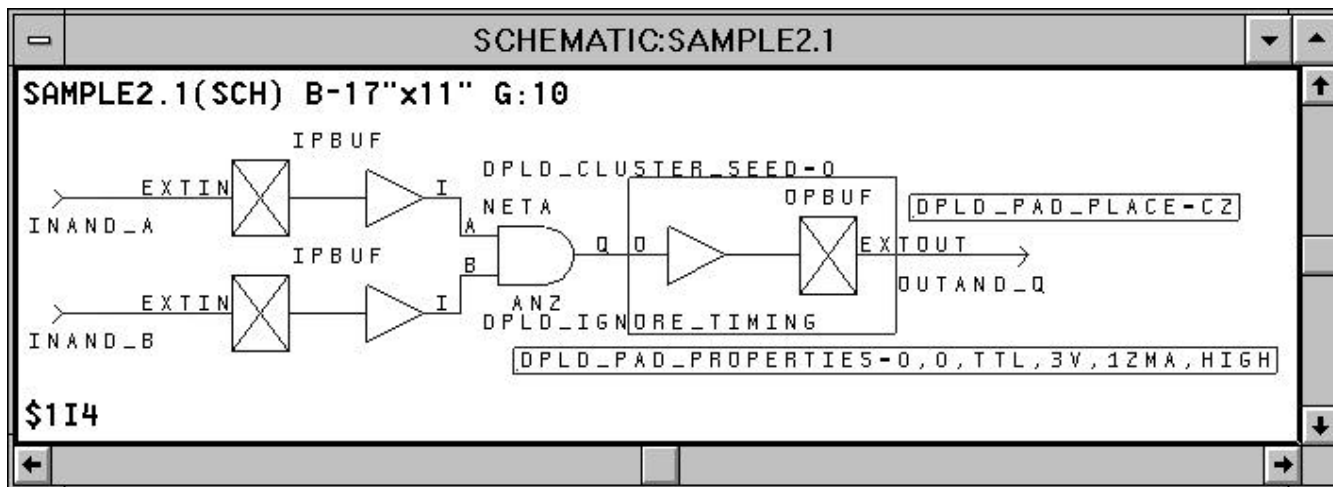 SCHEMATIC:SAMPLE2.1
SAMPLE2.1(SCH) B-17"x11" G:10
IPBUF
DPLD_CLUSTER_SEED=0
EXTIN
I
NETA
OPBUF
DPLD_PAD_PLACE=C2
INAND_A
A
Q
O
EXTOUT
IPBUF
B
OUTAND_Q
EXTIN
I
AN2
DPLD_IGNORE_TIMING
INAND_B
DPLD_PAD_PROPERTIES=0,0,TTL,3V,12MA,HIGH
$1I4